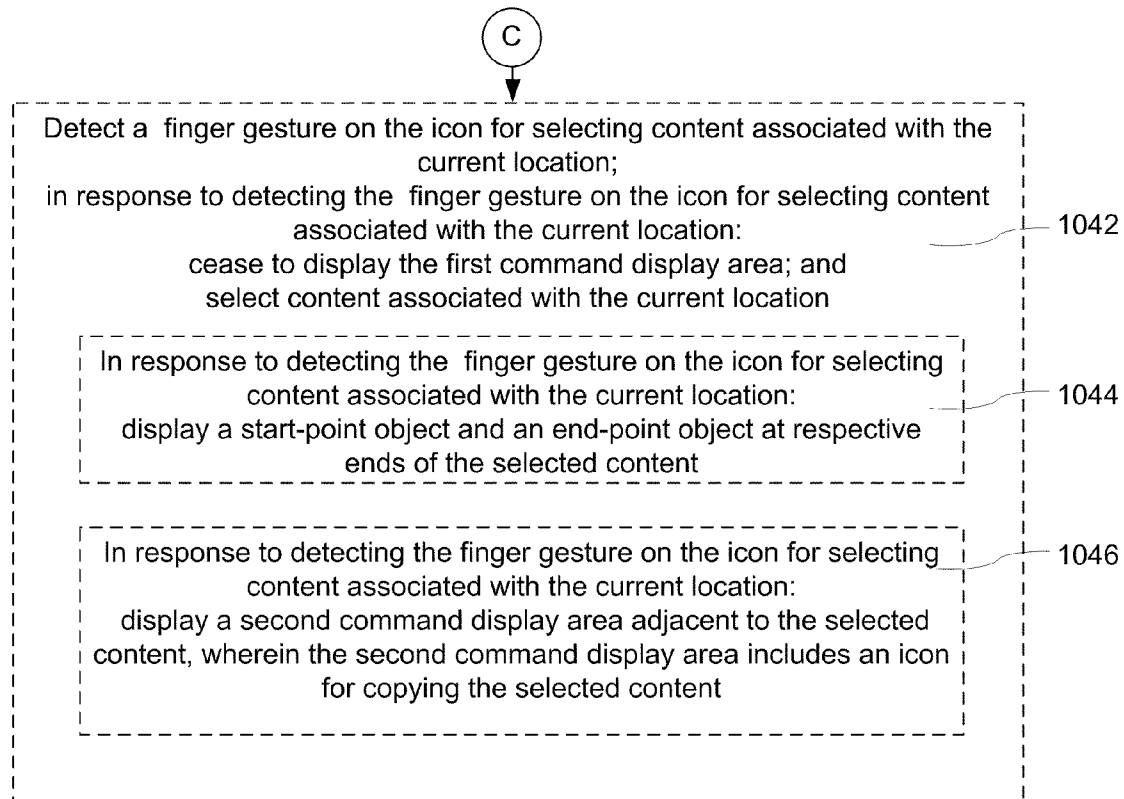 C
Detect a finger gesture on the icon for selecting content associated with the
current location;
in response to detecting the finger gesture on the icon for selecting content
associated with the current location:
cease to display the first command display area; and
select content associated with the current location
1042
In response to detecting the finger gesture on the icon for selecting
content associated with the current location:
display a start-point object and an end-point object at respective
ends of the selected content
1044
In response to detecting the finger gesture on the icon for selecting
content associated with the current location:
display a second command display area adjacent to the selected
content, wherein the second command display area includes an icon
for copying the selected content
1046